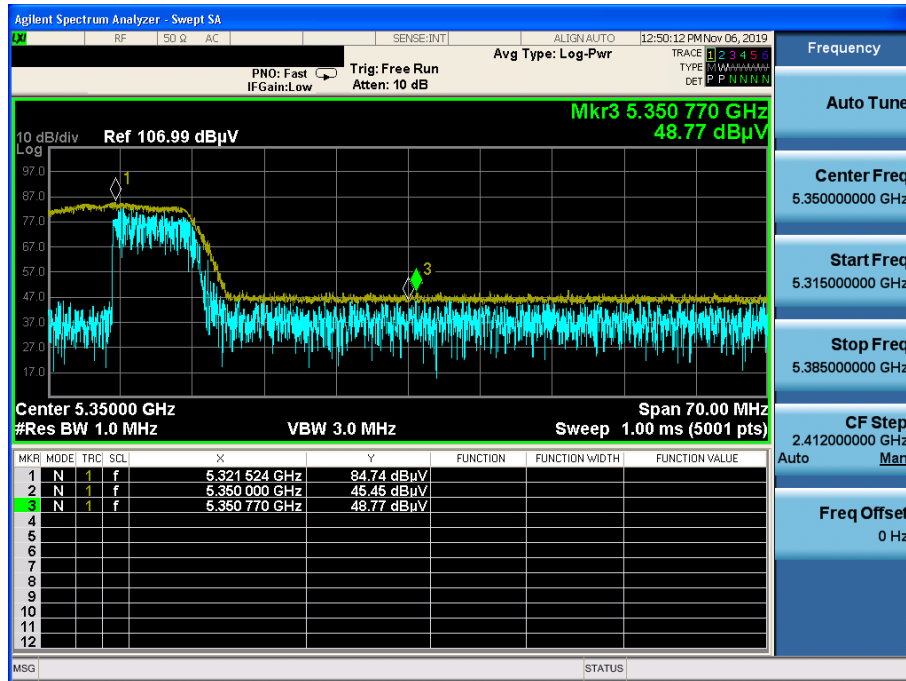 Agilent Spectrum Analyzer - Swept SA
LXI RF 50 Ω AC SENSE:INT ALIGN AUTO 12:50:12 PM Nov 06, 2019
Avg Type: Log-Pwr
PNO: Fast
IFGain:Low
Trig: Free Run
Atten: 10 dB
TRACE 1 2 3 4 5 6
TYPE M W W W W W
DET P P N N N N
Mkr3 5.350 770 GHz
48.77 dBµV
10 dB/div Ref 106.99 dBµV
Log
97.0
87.0
77.0
67.0
57.0
47.0
37.0
27.0
17.0
1
3
Center 5.35000 GHz Span 70.00 MHz
#Res BW 1.0 MHz VBW 3.0 MHz Sweep 1.00 ms (5001 pts)
MKR MODE TRC SCL X Y FUNCTION FUNCTION WIDTH FUNCTION VALUE
1 N 1 f 5.321 524 GHz 84.74 dBµV
2 N 1 f 5.350 000 GHz 45.45 dBµV
3 N 1 f 5.350 770 GHz 48.77 dBµV
4
5
6
7
8
9
10
11
12
MSG STATUS
Frequency
Auto Tune
Center Freq
5.350000000 GHz
Start Freq
5.315000000 GHz
Stop Freq
5.385000000 GHz
CF Step
2.412000000 GHz
Auto Man
Freq Offset
0 Hz